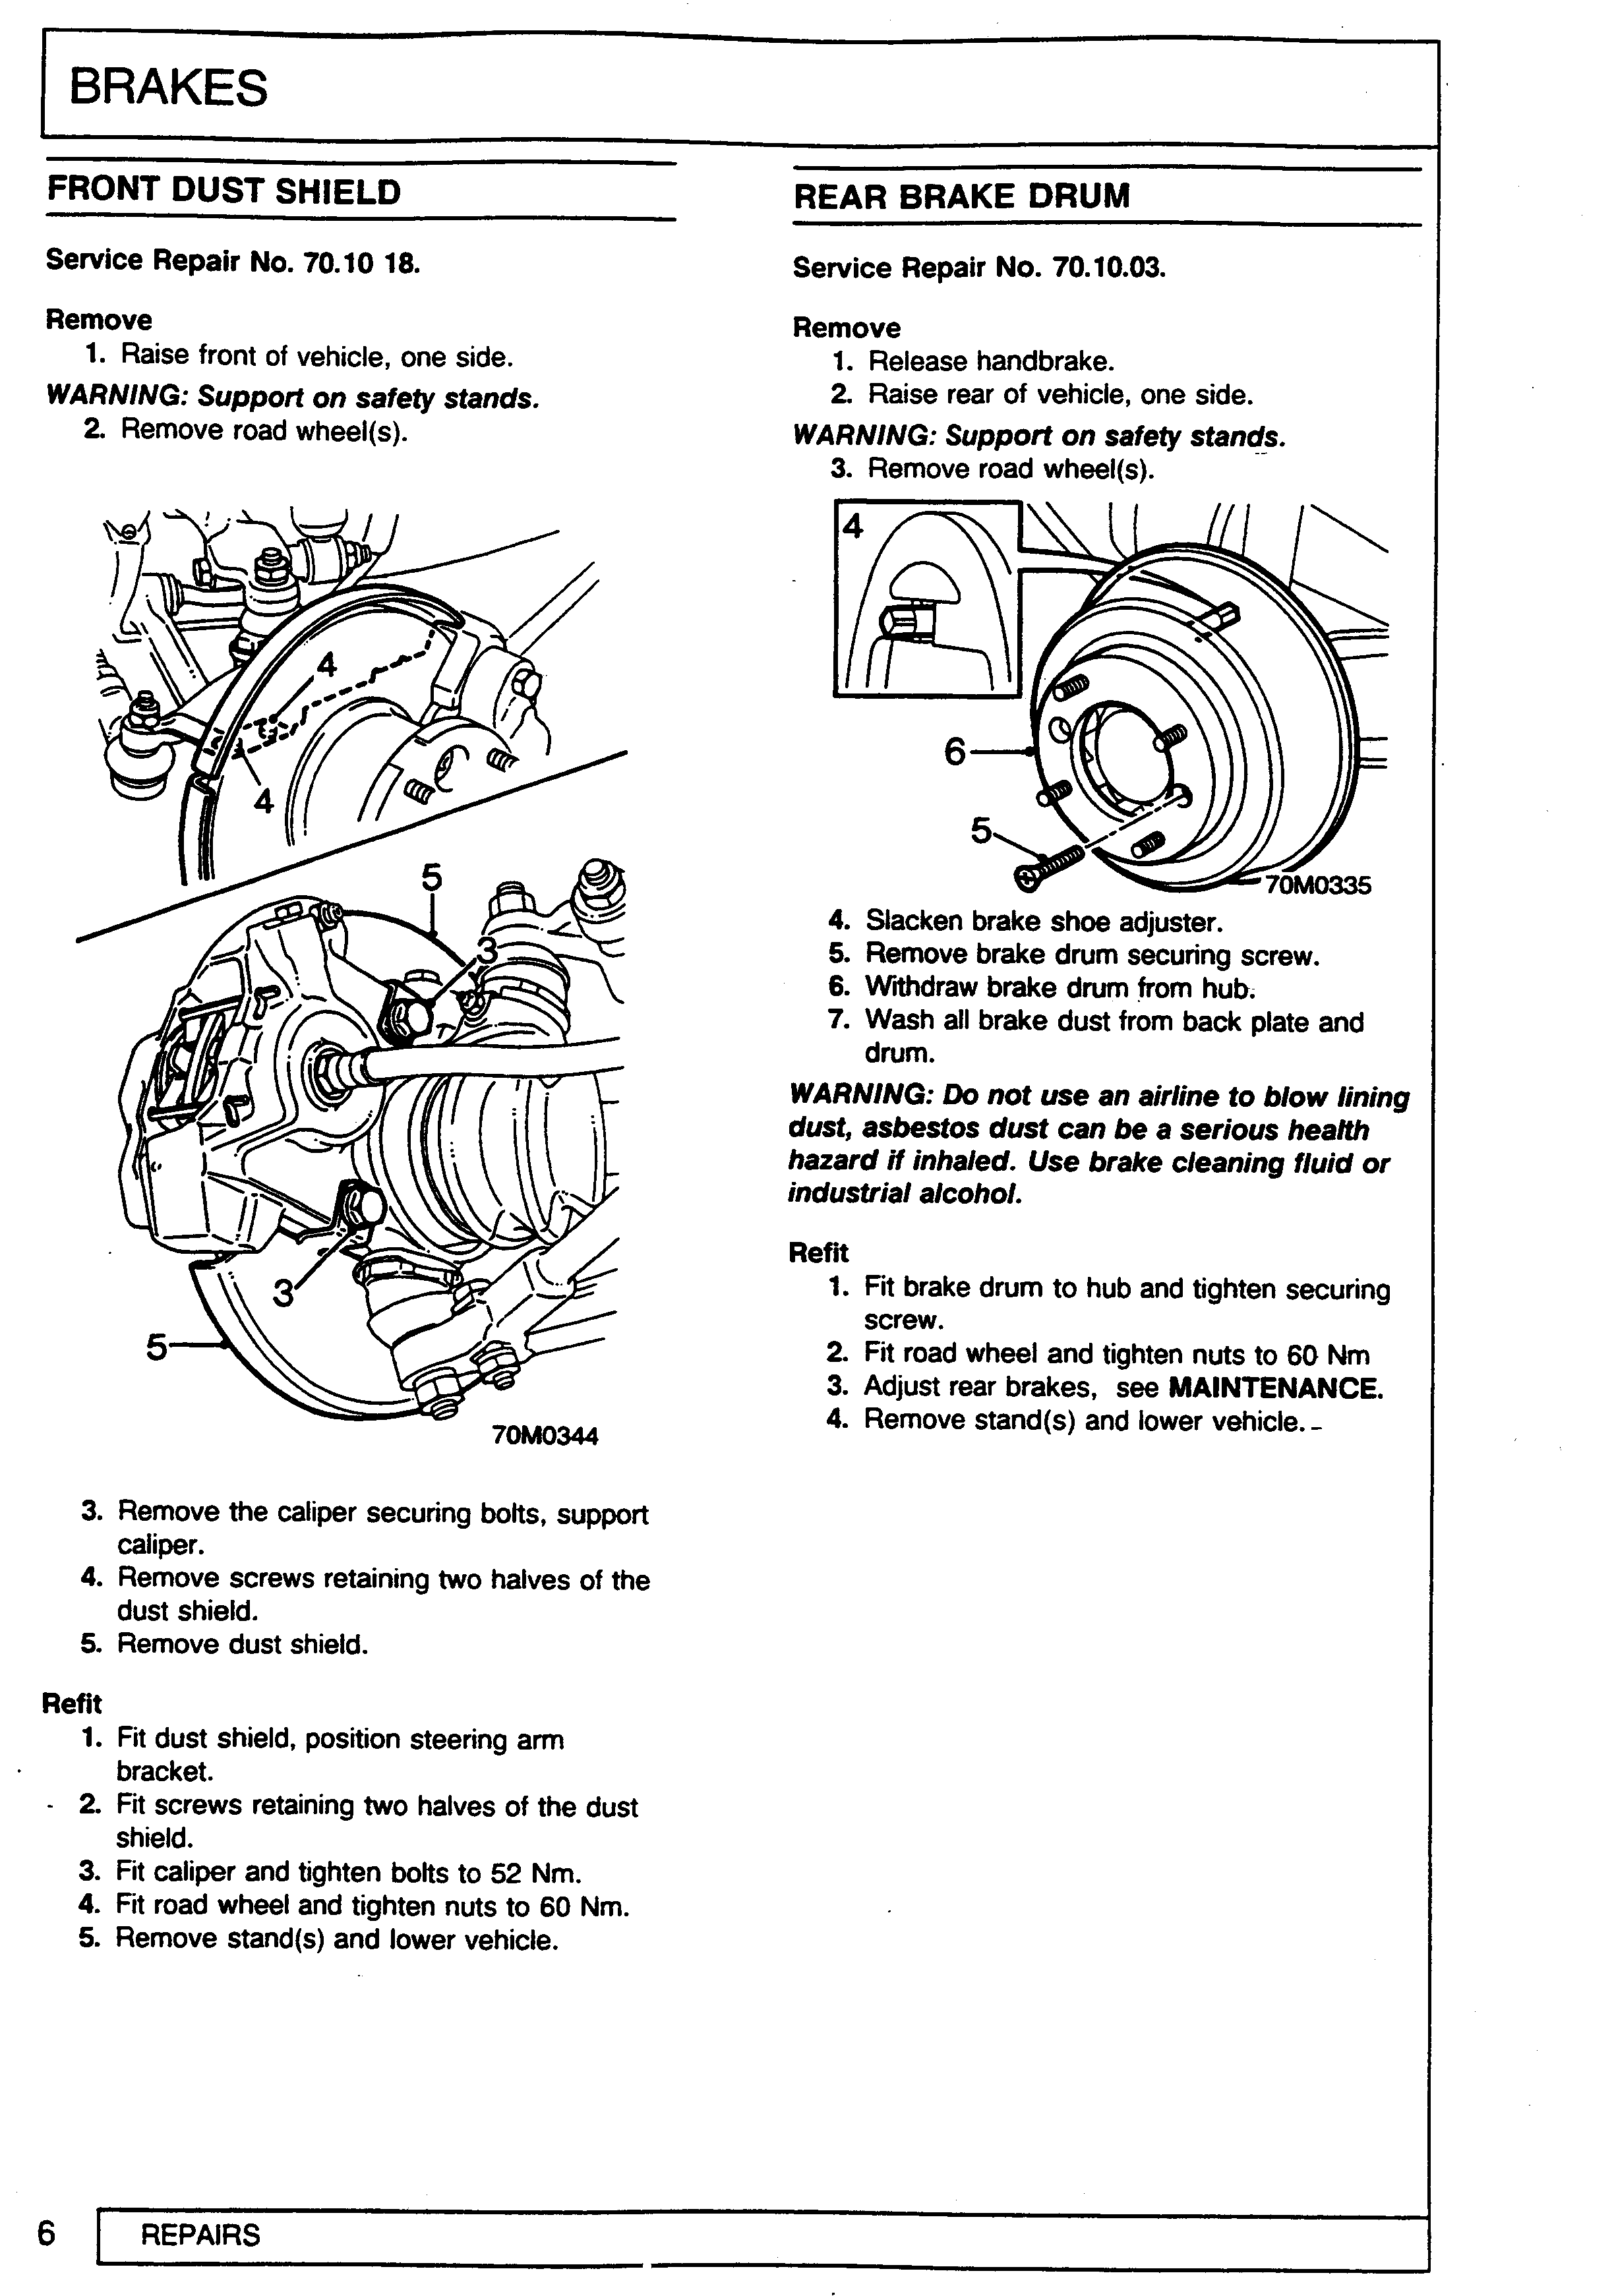 BRAKES
FRONT DUST SHIELD
Service Repair No. 70.10 18.
Remove
1. Raise front of vehicle, one side.
WARNING: Support on safety stands.
2. Remove road wheel(s).
4
4
5
3
3
5
70M0344
3. Remove the caliper securing bolts, support
caliper.
4. Remove screws retaining two halves of the
dust shield.
5. Remove dust shield.
Refit
1. Fit dust shield, position steering arm
bracket.
2. Fit screws retaining two halves of the dust
shield.
3. Fit caliper and tighten bolts to 52 Nm.
4. Fit road wheel and tighten nuts to 60 Nm.
5. Remove stand(s) and lower vehicle.
REAR BRAKE DRUM
Service Repair No. 70.10.03.
Remove
1. Release handbrake.
2. Raise rear of vehicle, one side.
WARNING: Support on safety stands.
3. Remove road wheel(s).
4
6
5
70M0335
4. Slacken brake shoe adjuster.
5. Remove brake drum securing screw.
6. Withdraw brake drum from hub.
7. Wash all brake dust from back plate and
drum.
WARNING: Do not use an airline to blow lining
dust, asbestos dust can be a serious health
hazard if inhaled. Use brake cleaning fluid or
industrial alcohol.
Refit
1. Fit brake drum to hub and tighten securing
screw.
2. Fit road wheel and tighten nuts to 60 Nm
3. Adjust rear brakes, see MAINTENANCE.
4. Remove stand(s) and lower vehicle.
6
REPAIRS